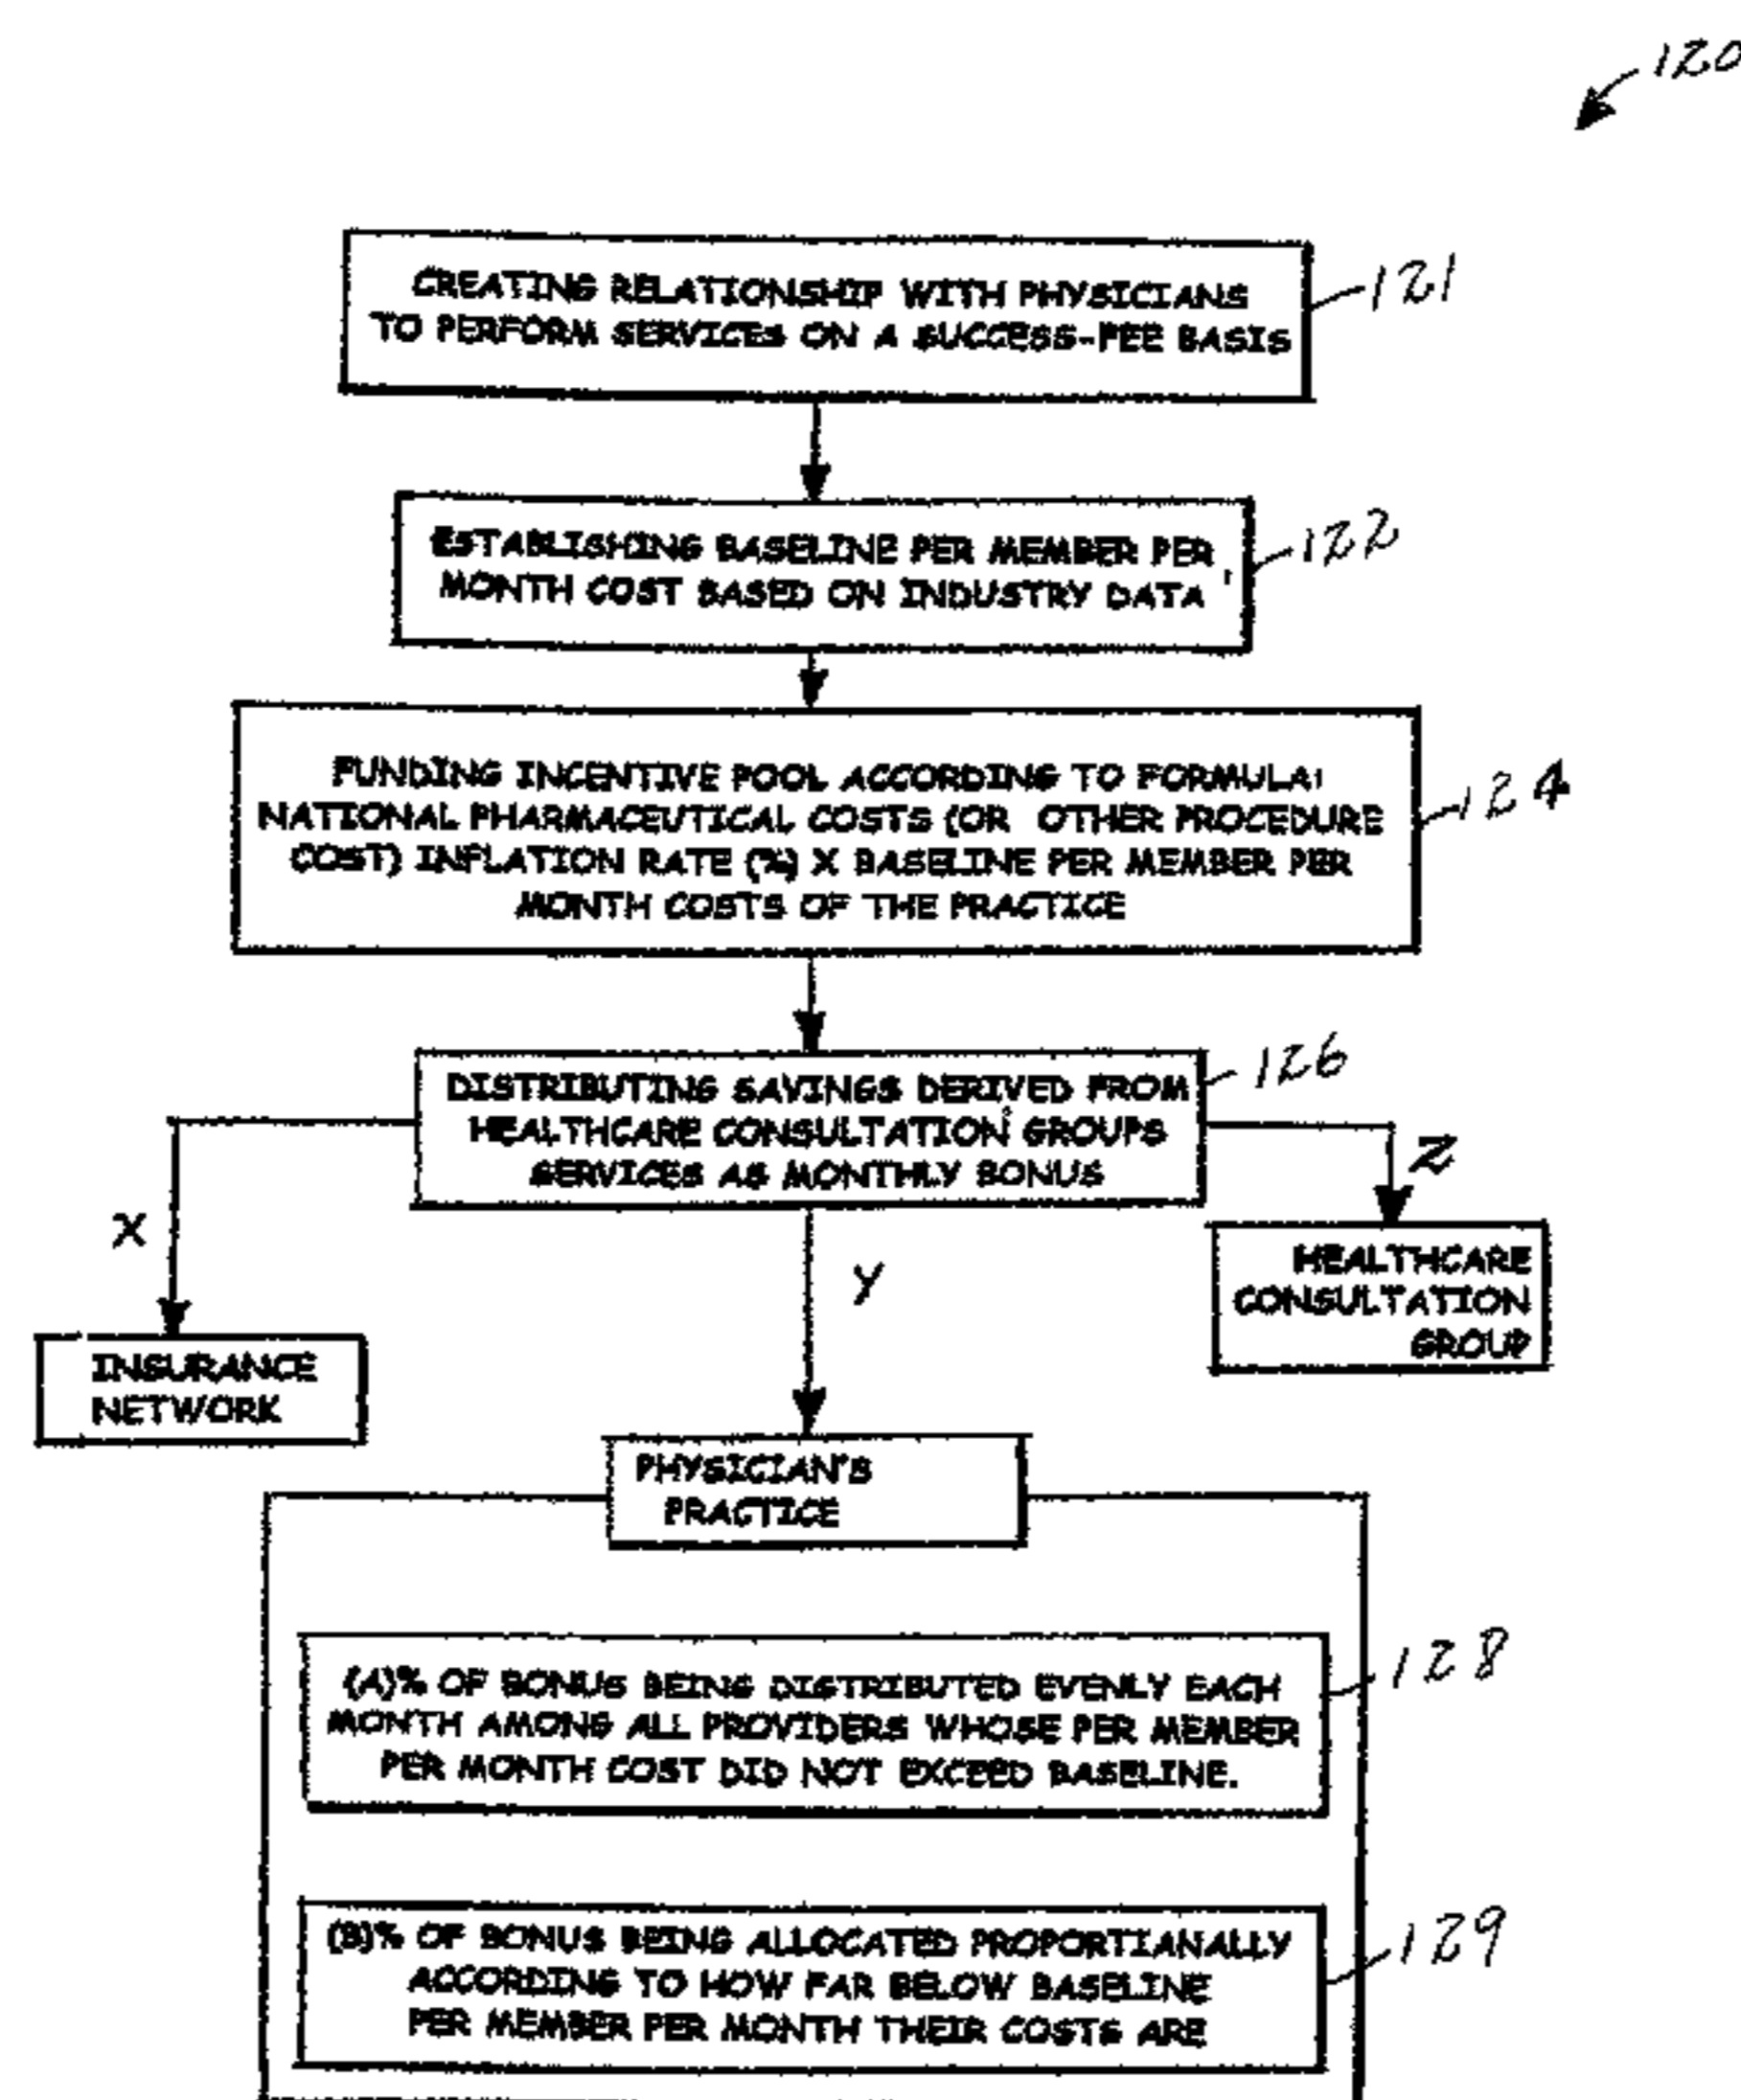 120
CREATING RELATIONSHIP WITH PHYSICIANS
TO PERFORM SERVICES ON A SUCCESS-FEE BASIS
121
ESTABLISHING BASELINE PER MEMBER PER
MONTH COST BASED ON INDUSTRY DATA
122
FUNDING INCENTIVE POOL ACCORDING TO FORMULA:
NATIONAL PHARMACEUTICAL COSTS (OR OTHER PROCEDURE
COST) INFLATION RATE (%) X BASELINE PER MEMBER PER
MONTH COSTS OF THE PRACTICE
124
DISTRIBUTING SAVINGS DERIVED FROM
HEALTHCARE CONSULTATION GROUPS
SERVICES AS MONTHLY BONUS
126
X
Y
Z
INSURANCE
NETWORK
HEALTHCARE
CONSULTATION
GROUP
PHYSICIAN'S
PRACTICE
(A)% OF BONUS BEING DISTRIBUTED EVENLY EACH
MONTH AMONG ALL PROVIDERS WHOSE PER MEMBER
PER MONTH COST DID NOT EXCEED BASELINE.
128
(B)% OF BONUS BEING ALLOCATED PROPORTIANALLY
ACCORDING TO HOW FAR BELOW BASELINE
PER MEMBER PER MONTH THEIR COSTS ARE
129